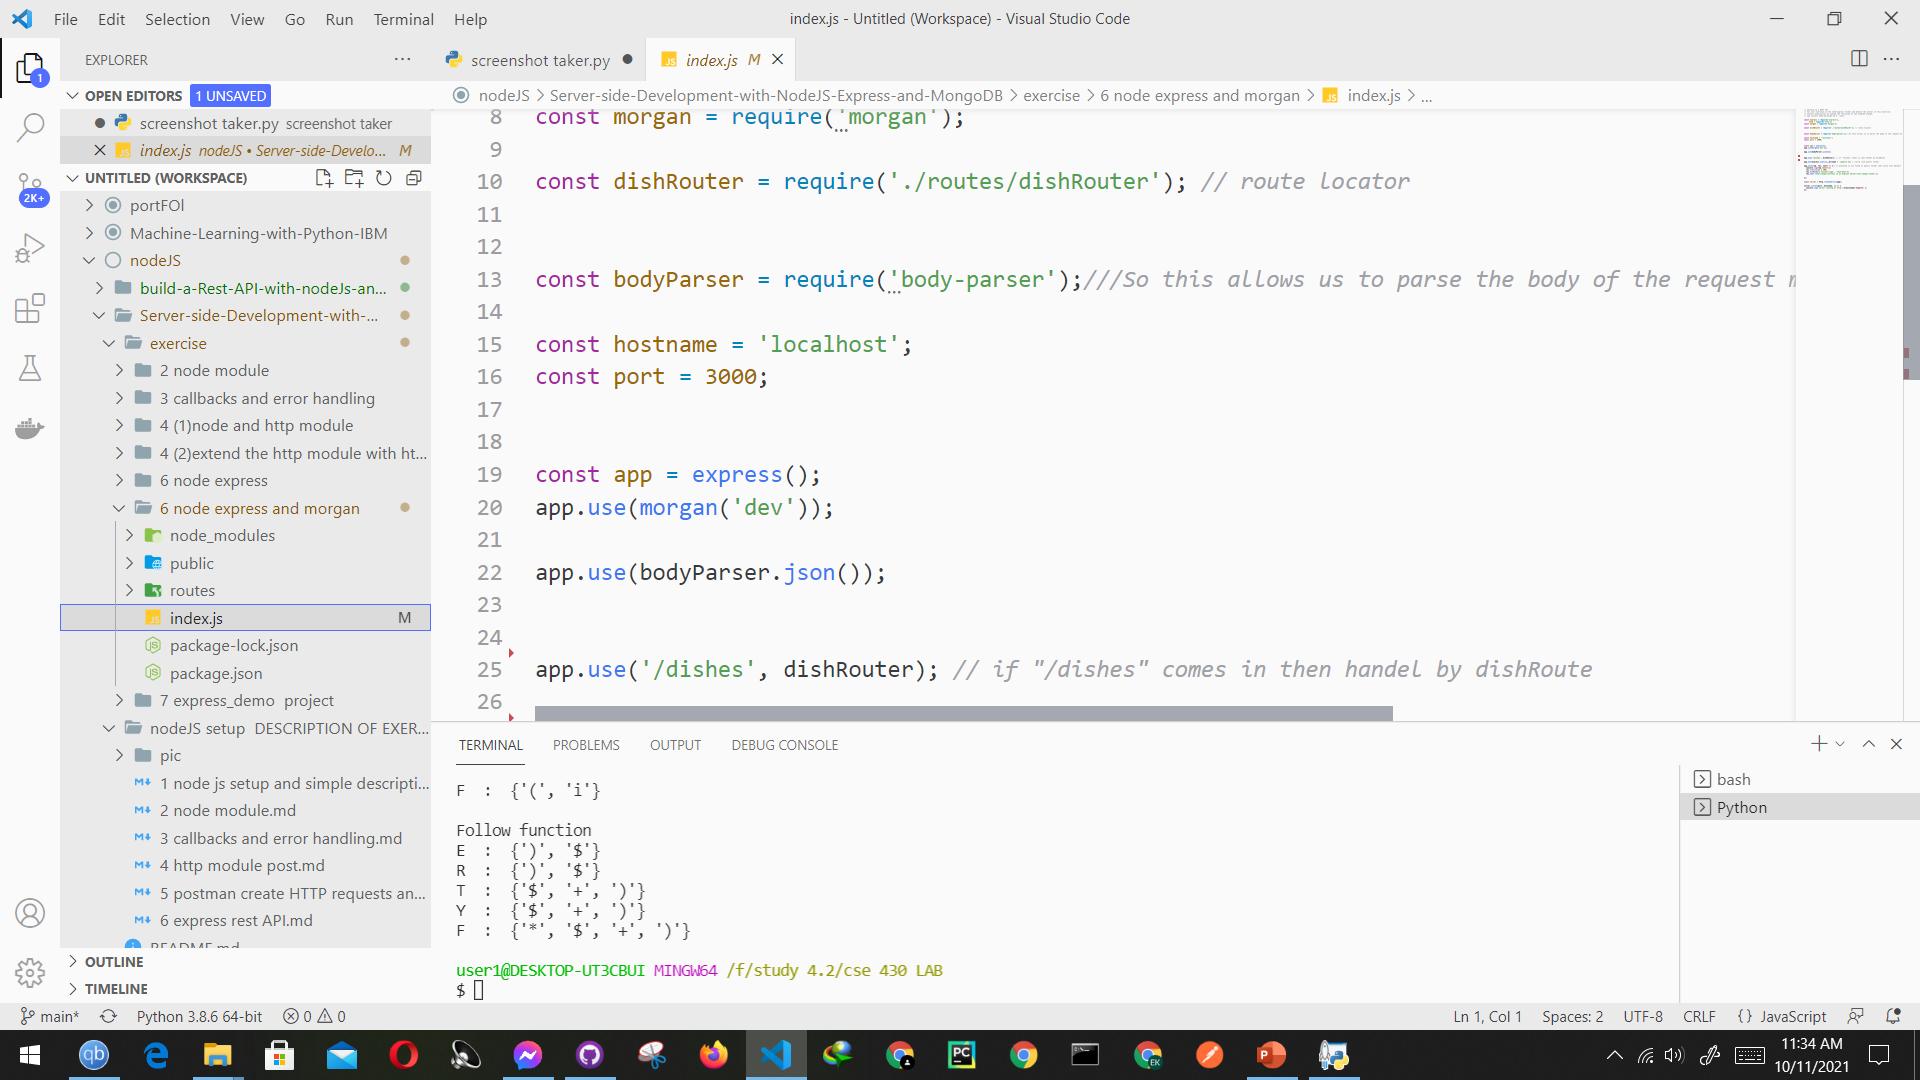 File Edit Selection View Go Run Terminal Help
index.js - Untitled (Workspace) - Visual Studio Code
EXPLORER
1
OPEN EDITORS 1 UNSAVED
screenshot taker.py screenshot taker
index.js nodeJS • Server-side-Develo... M
UNTITLED (WORKSPACE)
2K+
portFOl
Machine-Learning-with-Python-IBM
nodeJS
build-a-Rest-API-with-nodeJs-an...
Server-side-Development-with-...
exercise
2 node module
3 callbacks and error handling
4 (1)node and http module
4 (2)extend the http module with ht...
6 node express
6 node express and morgan
node_modules
public
routes
index.js M
package-lock.json
package.json
7 express_demo project
nodeJS setup DESCRIPTION OF EXER...
pic
1 node js setup and simple descripti...
2 node module.md
3 callbacks and error handling.md
4 http module post.md
5 postman create HTTP requests an...
6 express rest API.md
README.md
OUTLINE
TIMELINE
screenshot taker.py
index.js M
nodeJS > Server-side-Development-with-NodeJS-Express-and-MongoDB > exercise > 6 node express and morgan > index.js > ...
8 const morgan = require('morgan');
9
10 const dishRouter = require('./routes/dishRouter'); // route locator
11
12
13 const bodyParser = require('body-parser');///So this allows us to parse the body of the request
14
15 const hostname = 'localhost';
16 const port = 3000;
17
18
19 const app = express();
20 app.use(morgan('dev'));
21
22 app.use(bodyParser.json());
23
24
25 app.use('/dishes', dishRouter); // if "/dishes" comes in then handel by dishRoute
26
TERMINAL PROBLEMS OUTPUT DEBUG CONSOLE
F : {'(', 'i'}
Follow function
E : {')', '$'}
R : {')', '$'}
T : {'$', '+', ')'}
Y : {'$', '+', ')'}
F : {'*', '$', '+', ')'}
user1@DESKTOP-UT3CBUI MINGW64 /f/study 4.2/cse 430 LAB
$
bash
Python
main* Python 3.8.6 64-bit 0 0
Ln 1, Col 1 Spaces: 2 UTF-8 CRLF {} JavaScript
11:34 AM
10/11/2021